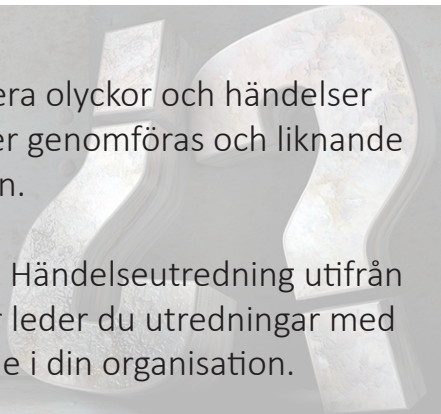 era olyckor och händelser
er genomföras och liknande
n.
Händelseutredning utifrån
r leder du utredningar med
e i din organisation.